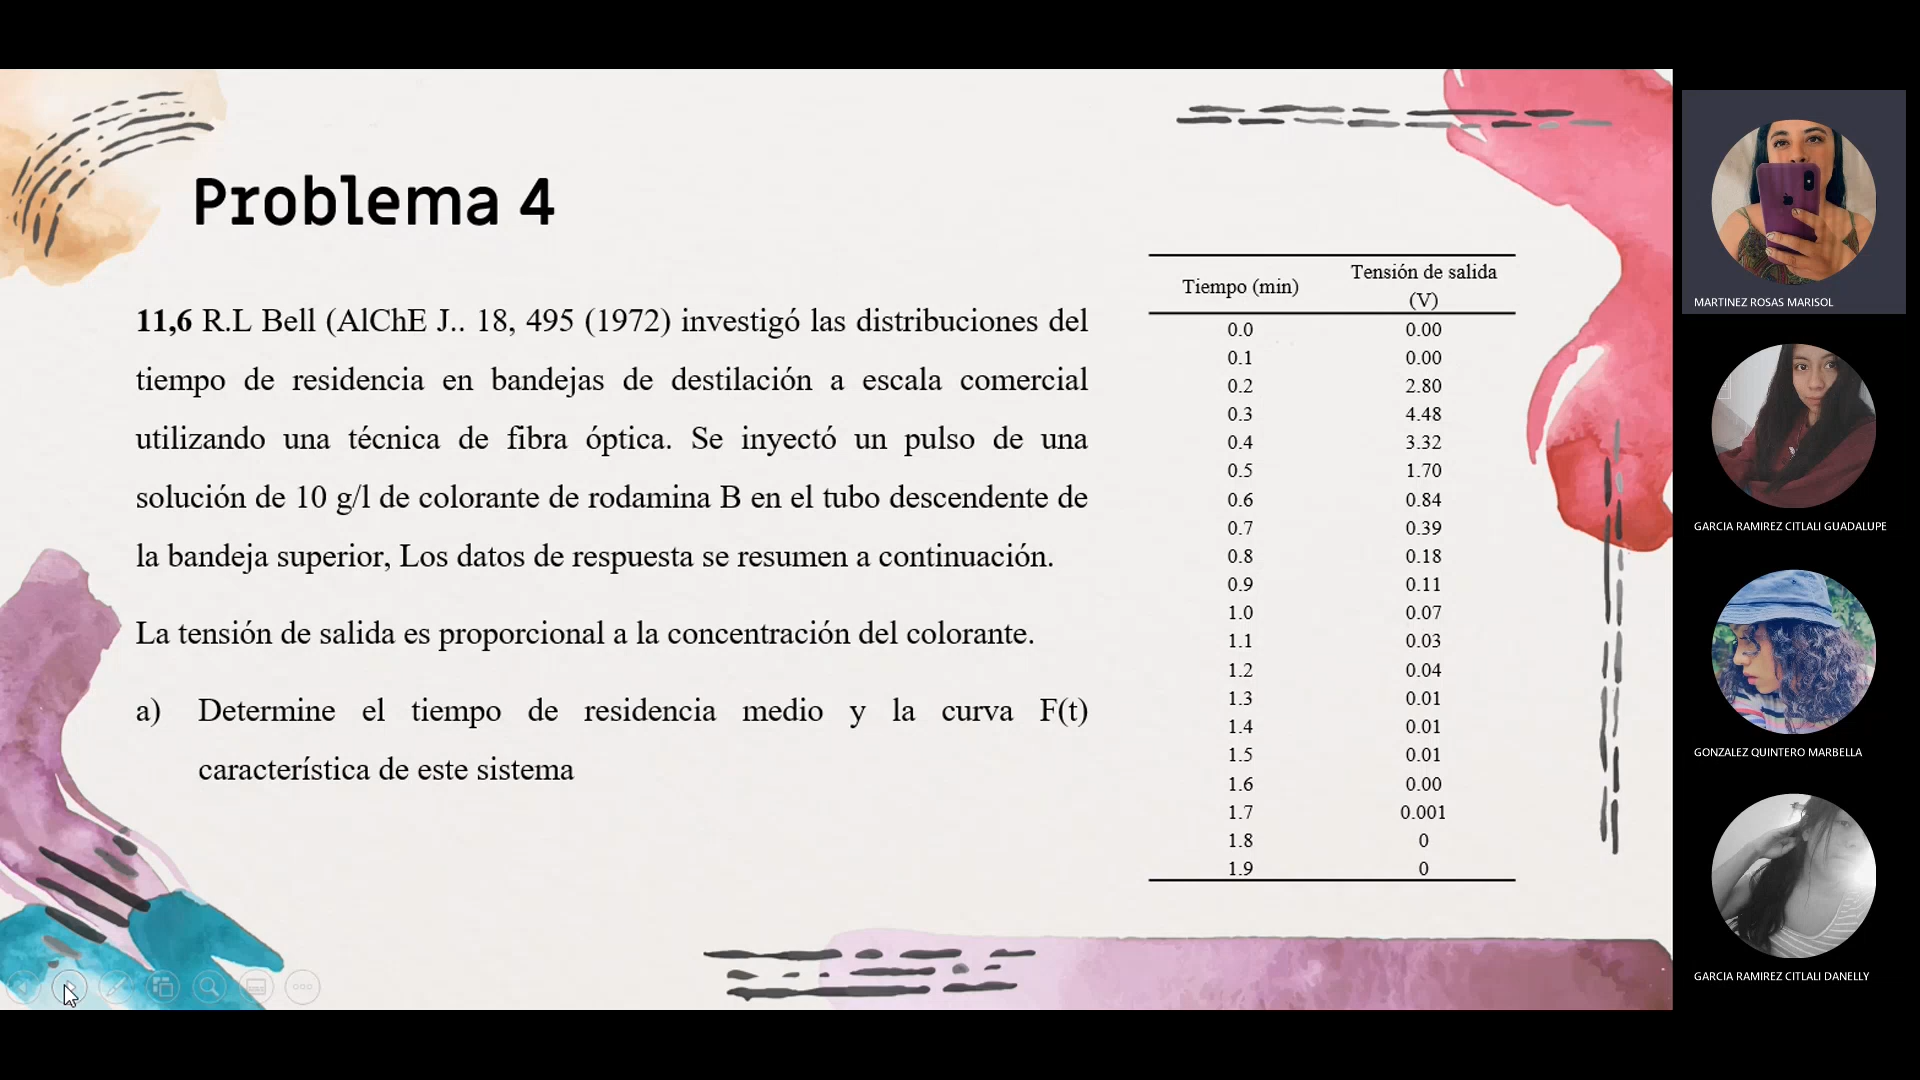 Problema 4
11,6 R.L Bell (AlChE J.. 18, 495 (1972) investigó las distribuciones del
tiempo de residencia en bandejas de destilación a escala comercial
utilizando una técnica de fibra óptica. Se inyectó un pulso de una
solución de 10 g/l de colorante de rodamina B en el tubo descendente de
la bandeja superior, Los datos de respuesta se resumen a continuación.
La tensión de salida es proporcional a la concentración del colorante.
a) Determine el tiempo de residencia medio y la curva F(t)
característica de este sistema
Tiempo (min) Tensión de salida
(V)
0.0 0.00
0.1 0.00
0.2 2.80
0.3 4.48
0.4 3.32
0.5 1.70
0.6 0.84
0.7 0.39
0.8 0.18
0.9 0.11
1.0 0.07
1.1 0.03
1.2 0.04
1.3 0.01
1.4 0.01
1.5 0.01
1.6 0.00
1.7 0.001
1.8 0
1.9 0
MARTINEZ ROSAS MARISOL
GARCIA RAMIREZ CITLALI GUADALUPE
GONZALEZ QUINTERO MARBELLA
GARCIA RAMIREZ CITLALI DANELLY